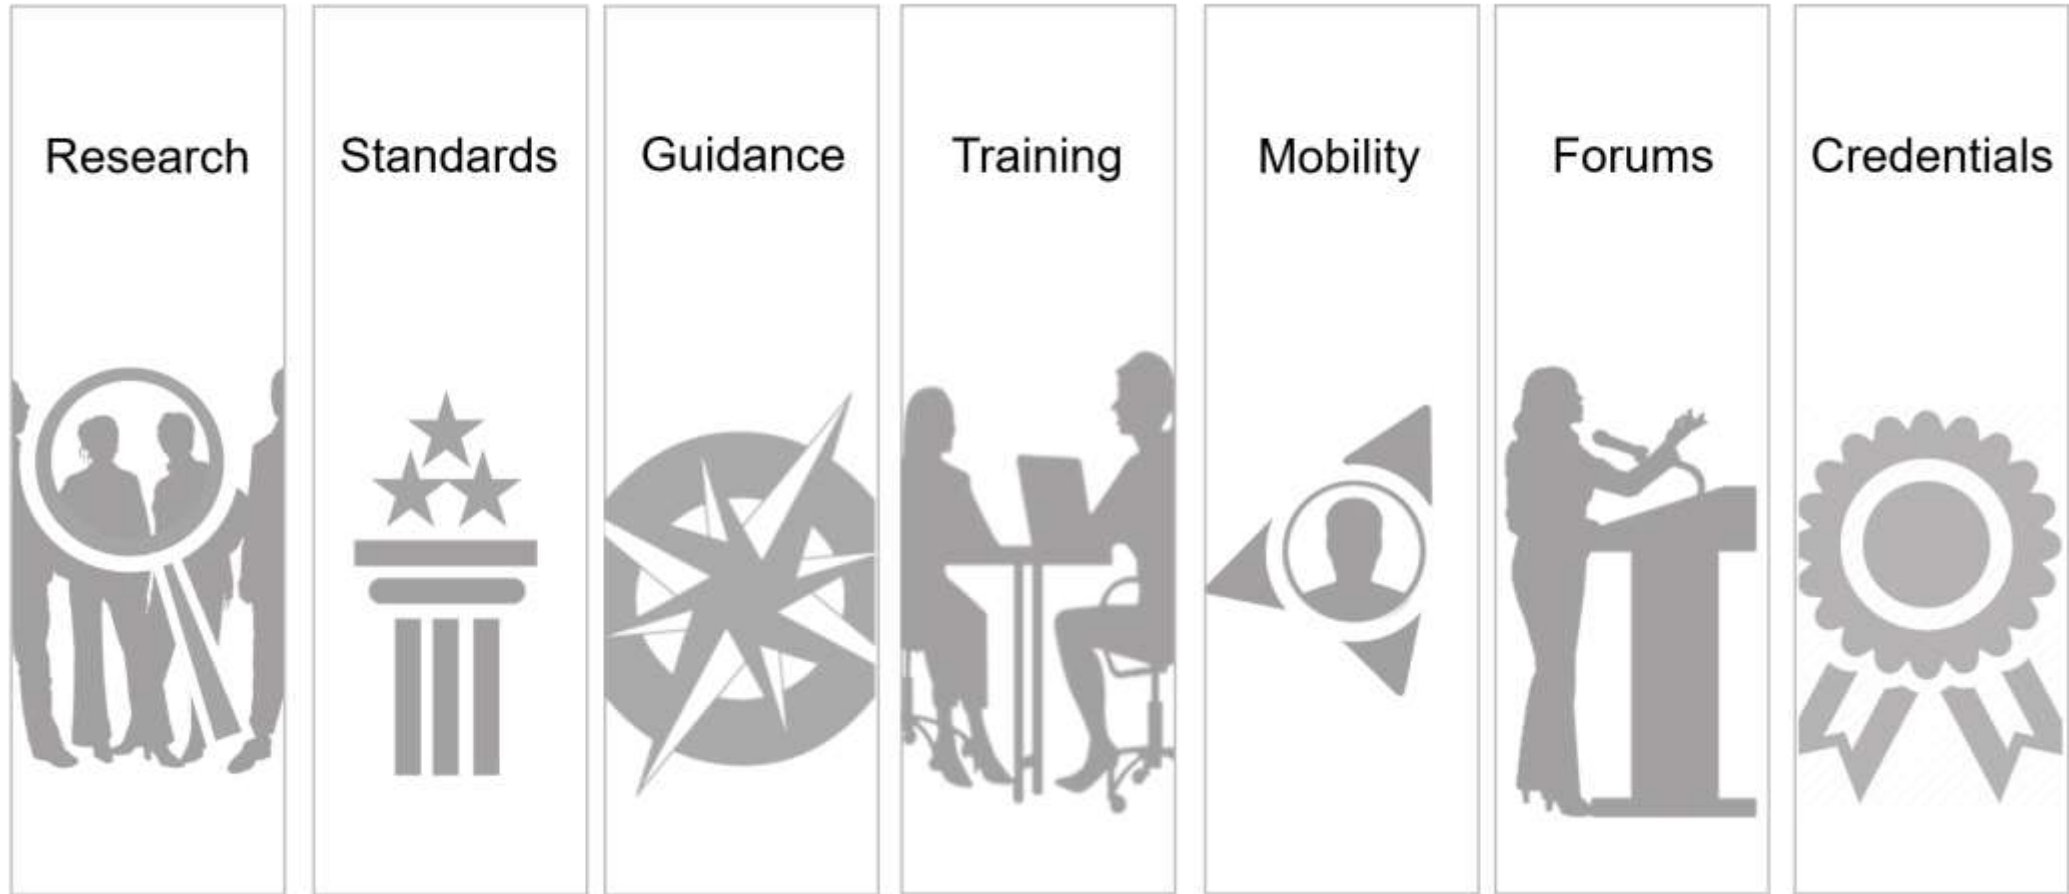 Research
Standards
Guidance
Training
Mobility
Forums
Credentials